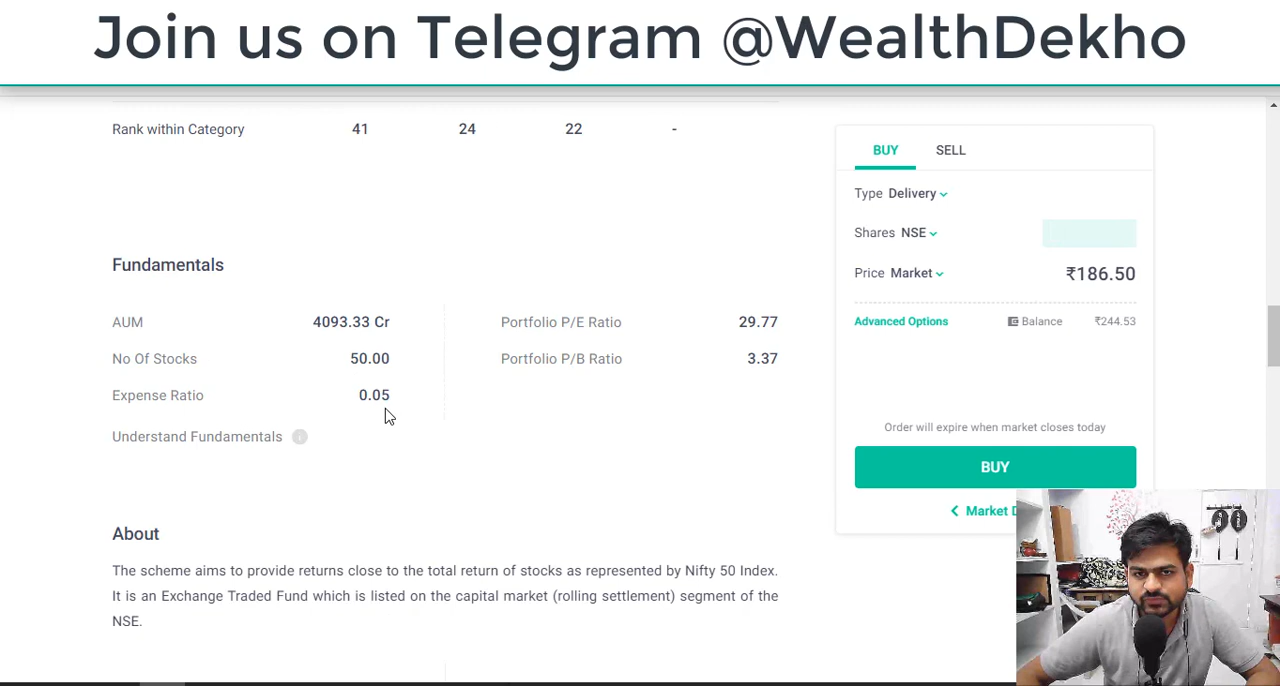 Join us on Telegram @WealthDekho
Rank within Category 41 24 22 -
BUY SELL
Type Delivery
Shares NSE
Price Market ₹186.50
Advanced Options Balance ₹244.53
Order will expire when market closes today
BUY
Market
Fundamentals
AUM 4093.33 Cr Portfolio P/E Ratio 29.77
No Of Stocks 50.00 Portfolio P/B Ratio 3.37
Expense Ratio 0.05
Understand Fundamentals
About
The scheme aims to provide returns close to the total return of stocks as represented by Nifty 50 Index.
It is an Exchange Traded Fund which is listed on the capital market (rolling settlement) segment of the
NSE.